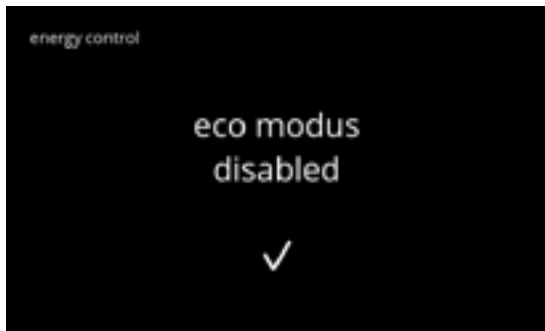 energy control
eco modus
disabled